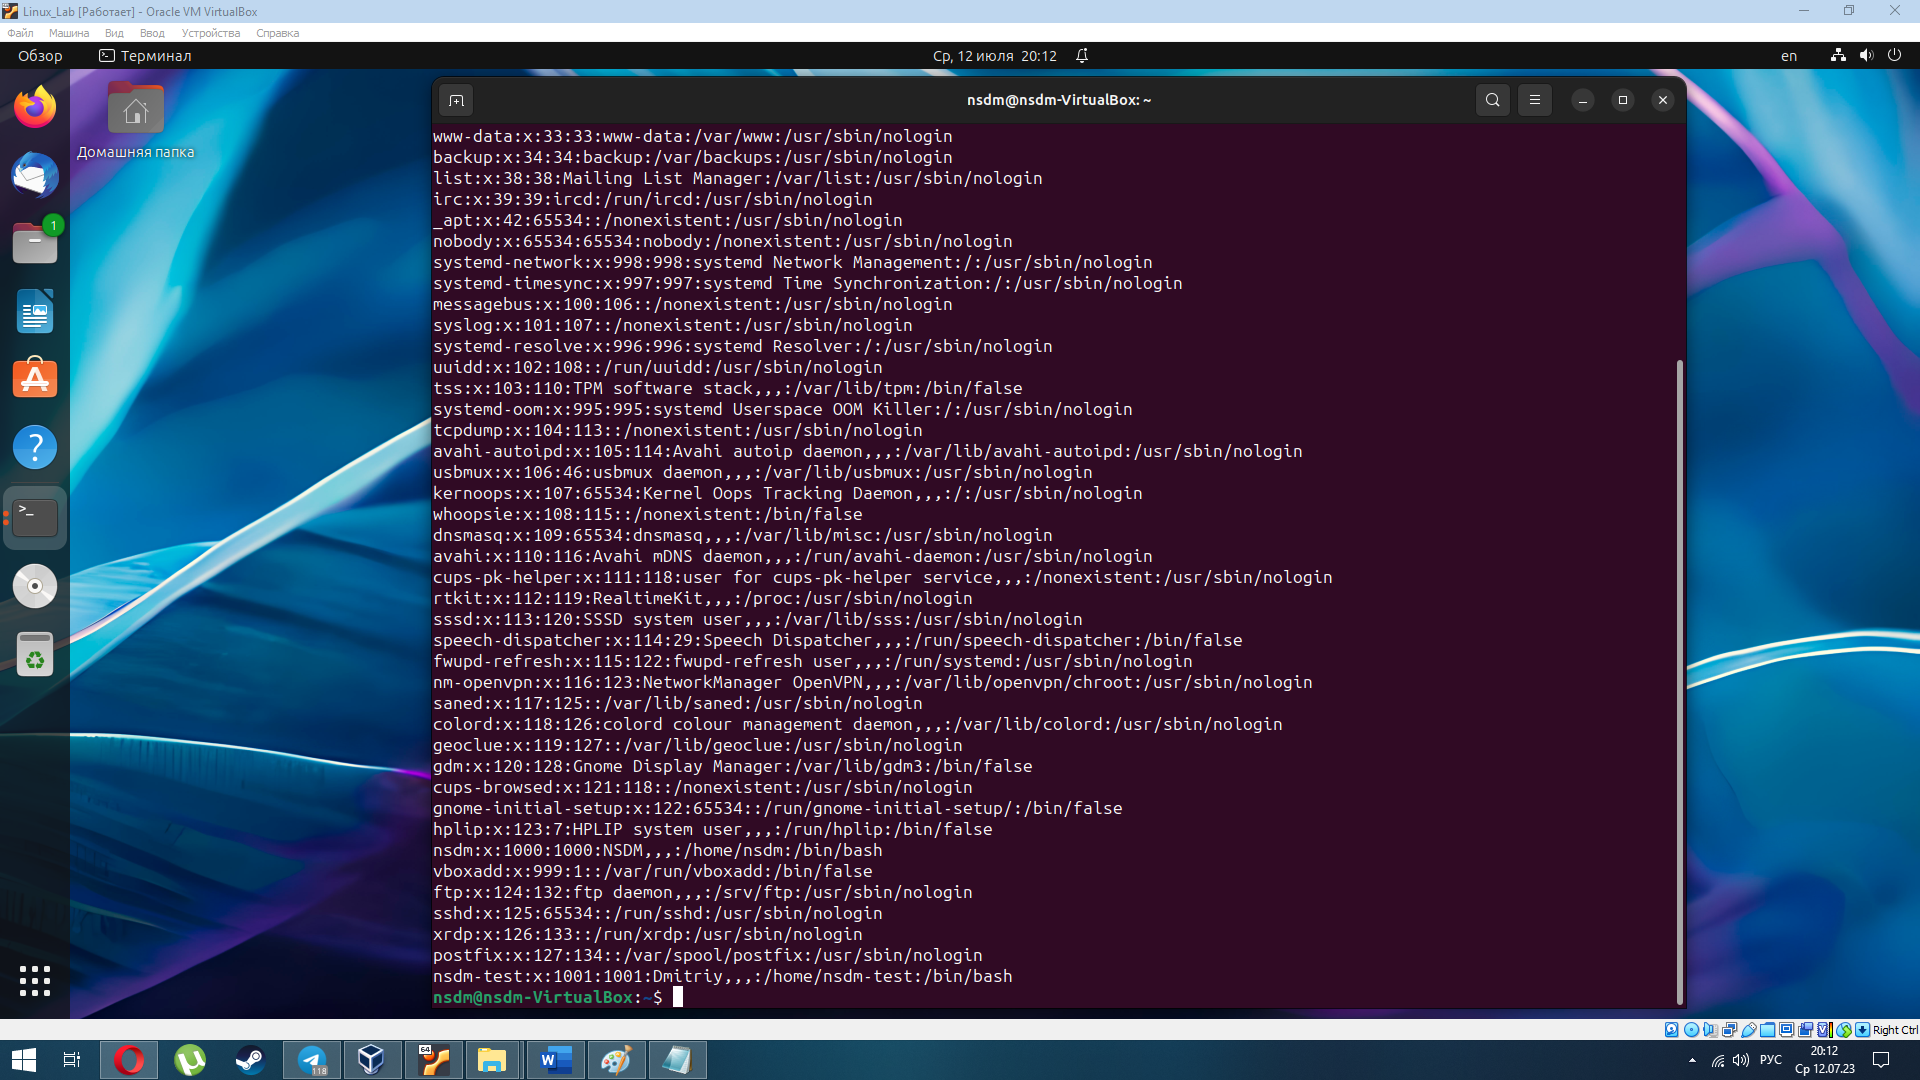 Linux_Lab [Работает] - Oracle VM VirtualBox
Файл Машина Вид Ввод Устройства Справка
Обзор Терминал Ср, 12 июля 20:12 en
nsdm@nsdm-VirtualBox: ~
Домашняя папка
1
www-data:x:33:33:www-data:/var/www:/usr/sbin/nologin
backup:x:34:34:backup:/var/backups:/usr/sbin/nologin
list:x:38:38:Mailing List Manager:/var/list:/usr/sbin/nologin
irc:x:39:39:ircd:/run/ircd:/usr/sbin/nologin
_apt:x:42:65534::/nonexistent:/usr/sbin/nologin
nobody:x:65534:65534:nobody:/nonexistent:/usr/sbin/nologin
systemd-network:x:998:998:systemd Network Management:/:/usr/sbin/nologin
systemd-timesync:x:997:997:systemd Time Synchronization:/:/usr/sbin/nologin
messagebus:x:100:106::/nonexistent:/usr/sbin/nologin
syslog:x:101:107::/nonexistent:/usr/sbin/nologin
systemd-resolve:x:996:996:systemd Resolver:/:/usr/sbin/nologin
uuidd:x:102:108::/run/uuidd:/usr/sbin/nologin
tss:x:103:110:TPM software stack,,,:/var/lib/tpm:/bin/false
systemd-oom:x:995:995:systemd Userspace OOM Killer:/:/usr/sbin/nologin
tcpdump:x:104:113::/nonexistent:/usr/sbin/nologin
avahi-autoipd:x:105:114:Avahi autoip daemon,,,:/var/lib/avahi-autoipd:/usr/sbin/nologin
usbmux:x:106:46:usbmux daemon,,,:/var/lib/usbmux:/usr/sbin/nologin
kernoops:x:107:65534:Kernel Oops Tracking Daemon,,,:/:/usr/sbin/nologin
whoopsie:x:108:115::/nonexistent:/bin/false
dnsmasq:x:109:65534:dnsmasq,,,:/var/lib/misc:/usr/sbin/nologin
avahi:x:110:116:Avahi mDNS daemon,,,:/run/avahi-daemon:/usr/sbin/nologin
cups-pk-helper:x:111:118:user for cups-pk-helper service,,,:/nonexistent:/usr/sbin/nologin
rtkit:x:112:119:RealtimeKit,,,:/proc:/usr/sbin/nologin
sssd:x:113:120:SSSD system user,,,:/var/lib/sss:/usr/sbin/nologin
speech-dispatcher:x:114:29:Speech Dispatcher,,,:/run/speech-dispatcher:/bin/false
fwupd-refresh:x:115:122:fwupd-refresh user,,,:/run/systemd:/usr/sbin/nologin
nm-openvpn:x:116:123:NetworkManager OpenVPN,,,:/var/lib/openvpn/chroot:/usr/sbin/nologin
saned:x:117:125::/var/lib/saned:/usr/sbin/nologin
colord:x:118:126:colord colour management daemon,,,:/var/lib/colord:/usr/sbin/nologin
geoclue:x:119:127::/var/lib/geoclue:/usr/sbin/nologin
gdm:x:120:128:Gnome Display Manager:/var/lib/gdm3:/bin/false
cups-browsed:x:121:118::/nonexistent:/usr/sbin/nologin
gnome-initial-setup:x:122:65534::/run/gnome-initial-setup/:/bin/false
hplip:x:123:7:HPLIP system user,,,:/run/hplip:/bin/false
nsdm:x:1000:1000:NSDM,,,:/home/nsdm:/bin/bash
vboxadd:x:999:1::/var/run/vboxadd:/bin/false
ftp:x:124:132:ftp daemon,,,:/srv/ftp:/usr/sbin/nologin
sshd:x:125:65534::/run/sshd:/usr/sbin/nologin
xrdp:x:126:133::/run/xrdp:/usr/sbin/nologin
postfix:x:127:134::/var/spool/postfix:/usr/sbin/nologin
nsdm-test:x:1001:1001:Dmitriy,,,:/home/nsdm-test:/bin/bash
nsdm@nsdm-VirtualBox:~$
Right Ctrl
118
64
РУС
20:12
Ср 12.07.23